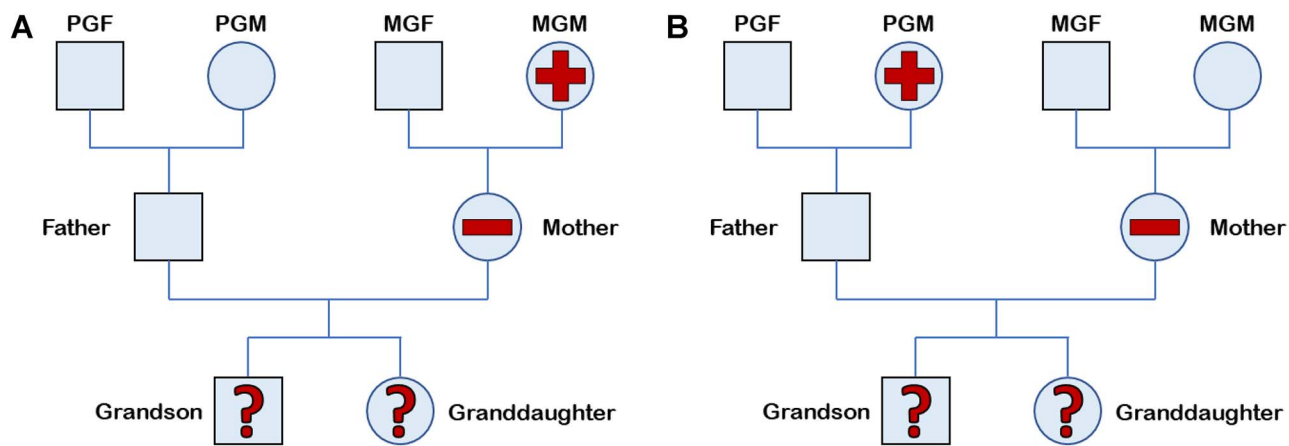 A PGF PGM MGF MGM B PGF PGM MGF MGM
Father Mother Father Mother
? ? ? ?
Grandson Granddaughter Grandson Granddaughter